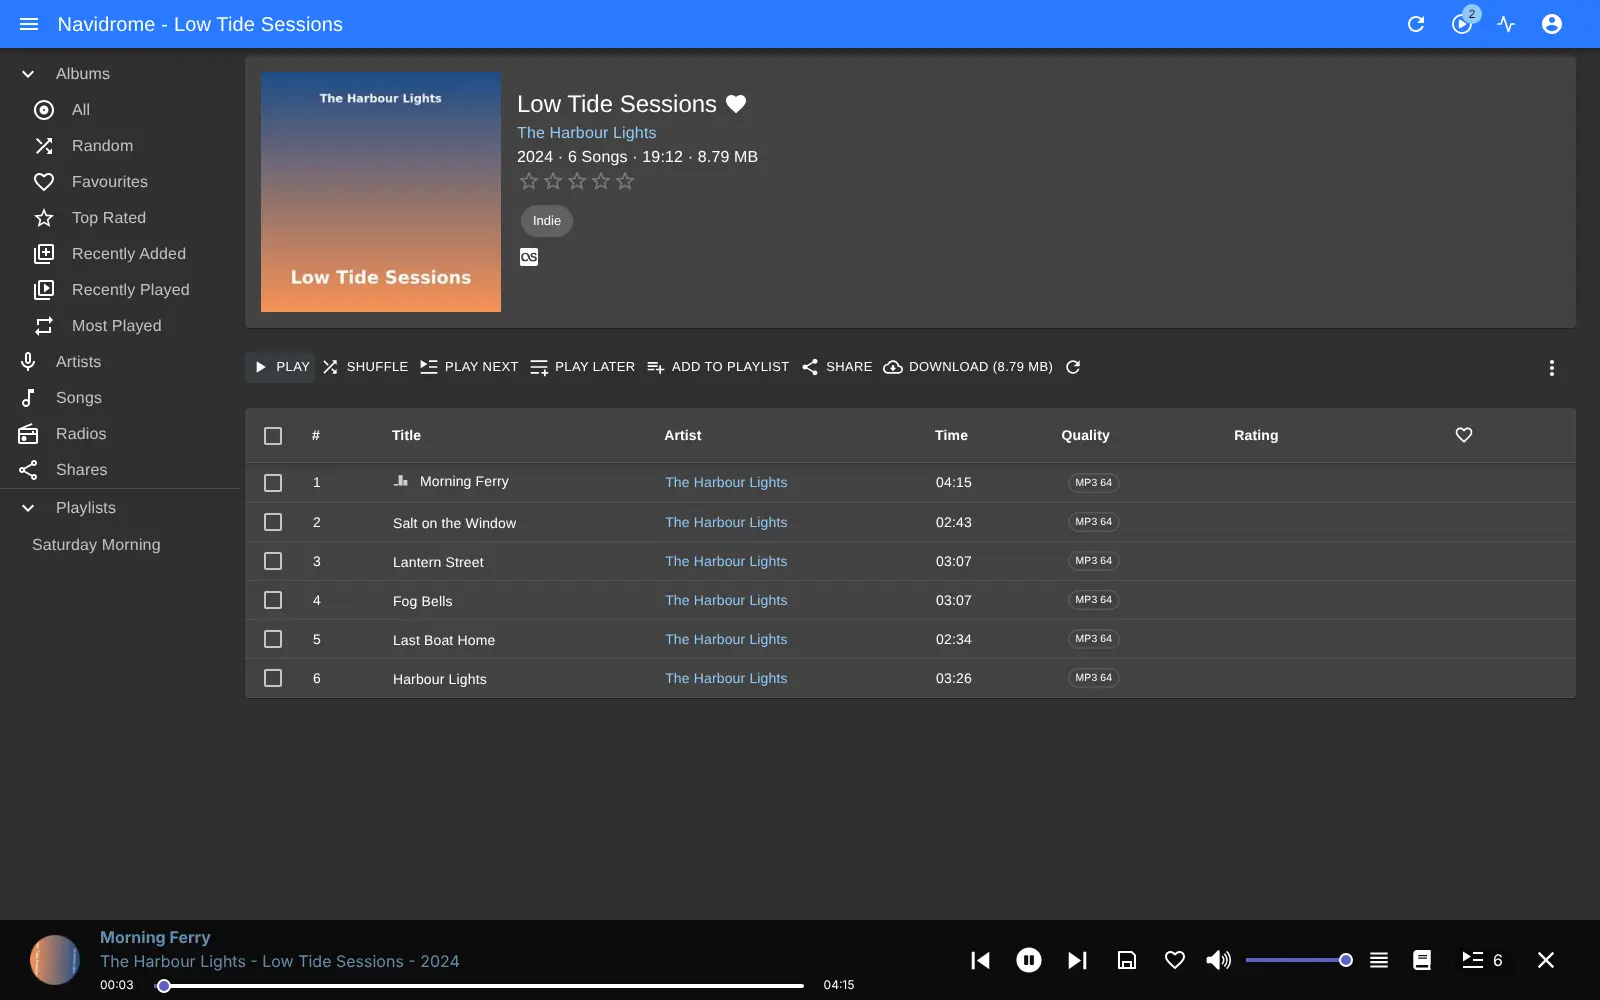 Navidrome - Low Tide Sessions
2
Albums
All
Random
Favourites
Top Rated
Recently Added
Recently Played
Most Played
Artists
Songs
Radios
Shares
Playlists
Saturday Morning
The Harbour Lights
Low Tide Sessions
Low Tide Sessions
The Harbour Lights
2024 · 6 Songs · 19:12 · 8.79 MB
Indie
PLAY SHUFFLE PLAY NEXT PLAY LATER ADD TO PLAYLIST SHARE DOWNLOAD (8.79 MB)
# Title Artist Time Quality Rating
1 Morning Ferry The Harbour Lights 04:15 MP3 64
2 Salt on the Window The Harbour Lights 02:43 MP3 64
3 Lantern Street The Harbour Lights 03:07 MP3 64
4 Fog Bells The Harbour Lights 03:07 MP3 64
5 Last Boat Home The Harbour Lights 02:34 MP3 64
6 Harbour Lights The Harbour Lights 03:26 MP3 64
Morning Ferry
The Harbour Lights - Low Tide Sessions - 2024
00:03 04:15
6